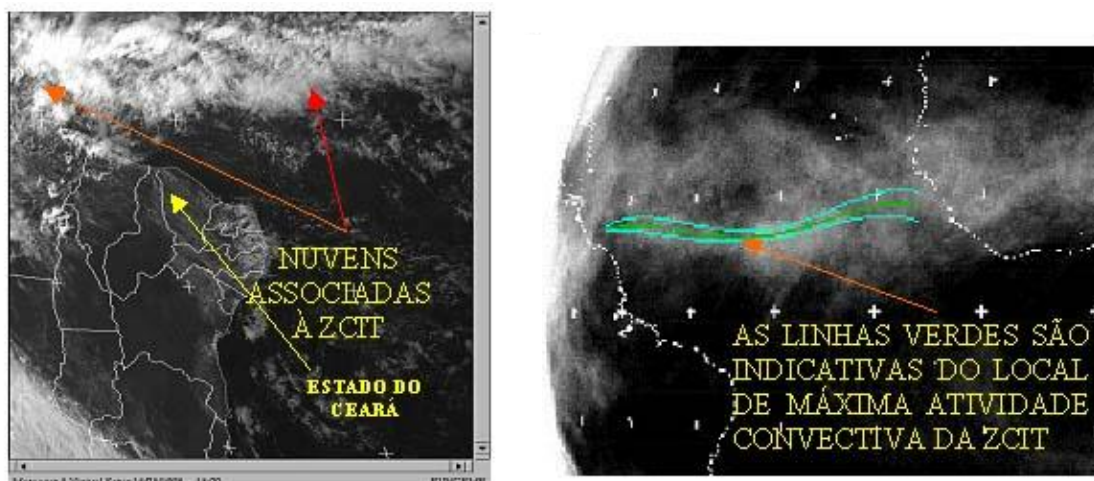 NUVENS
ASSOCIADAS
À ZCIT
ESTADO DO
CEARÁ
AS LINHAS VERDES SÃO
INDICATIVAS DO LOCAL
DE MÁXIMA ATIVIDADE
CONVECTIVA DA ZCIT